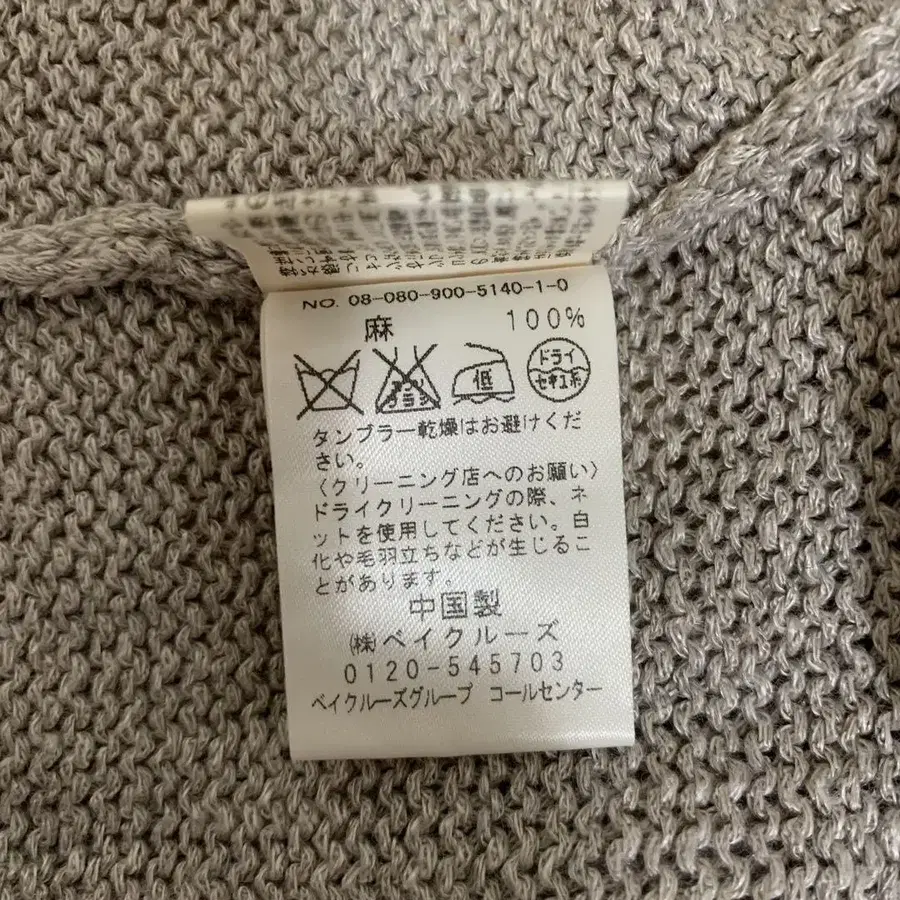 NO. 08-080-900-5140-1-0
麻 100%
エンソ
サラシ
低
ドライ
セキユ系
タンブラー乾燥はお避けくだ
さい。
〈クリーニング店へのお願い〉
ドライクリーニングの際、ネ
ットを使用してください。白
化や毛羽立ちなどが生じるこ
とがあります。
中国製
㈱ベイクルーズ
0120-545703
ベイクルーズグループ コールセンター